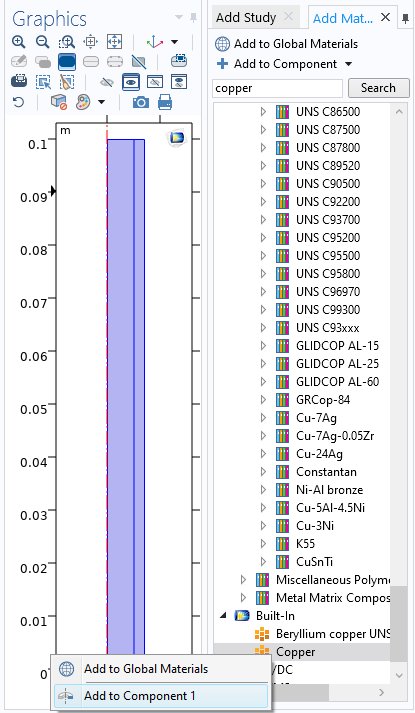 Graphics
Add Study
Add Mat...
Add to Global Materials
Add to Component
copper
Search
m
0.1
0.09
0.08
0.07
0.06
0.05
0.04
0.03
0.02
0.01
0
UNS C86500
UNS C87500
UNS C87800
UNS C89520
UNS C90500
UNS C92200
UNS C93700
UNS C95200
UNS C95500
UNS C95800
UNS C96970
UNS C99300
UNS C93xxx
GLIDCOP AL-15
GLIDCOP AL-25
GLIDCOP AL-60
GRCop-84
Cu-7Ag
Cu-7Ag-0.05Zr
Cu-24Ag
Constantan
Ni-Al bronze
Cu-5Al-4.5Ni
Cu-3Ni
K55
CuSnTi
Miscellaneous Polyme
Metal Matrix Compos
Built-In
Beryllium copper UNS
Copper
/DC
Add to Global Materials
Add to Component 1